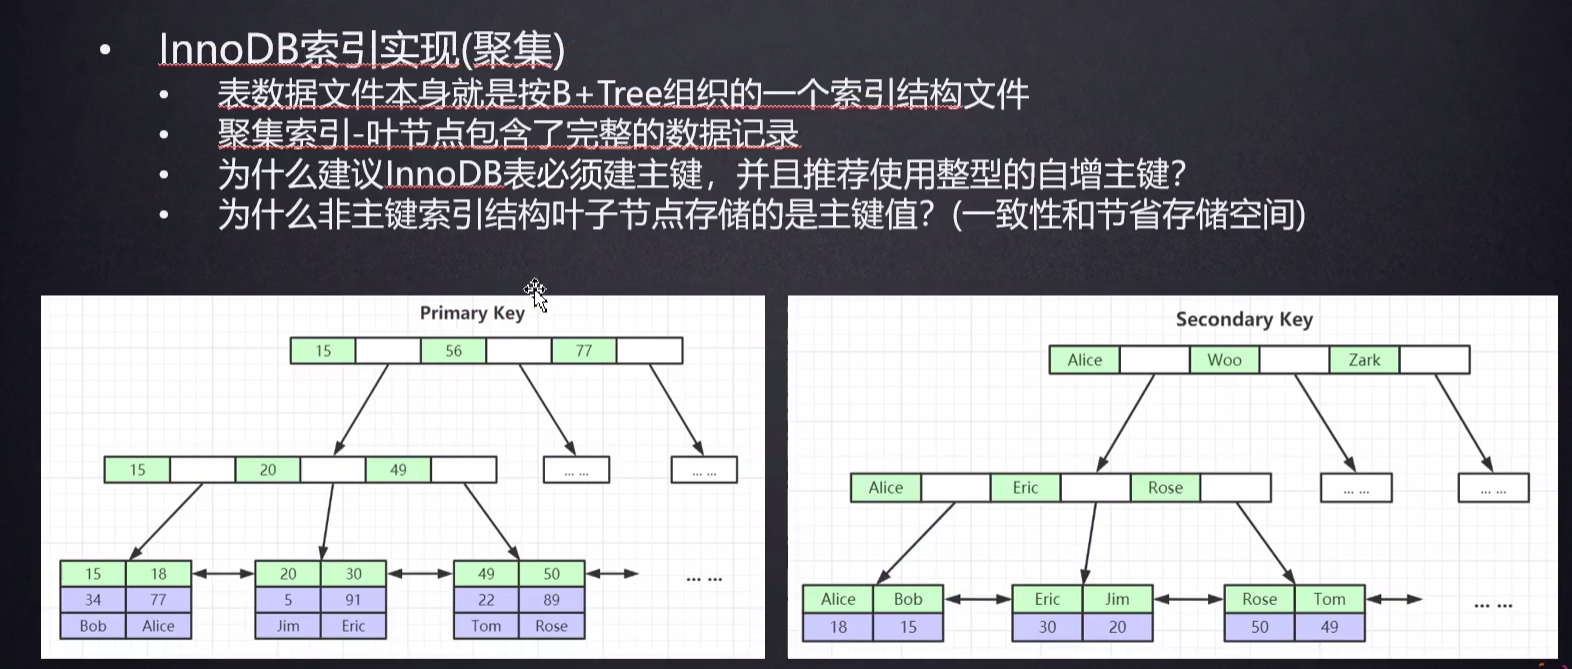 InnoDB索引实现(聚集)
表数据文件本身就是按B+Tree组织的一个索引结构文件
聚集索引-叶节点包含了完整的数据记录
为什么建议InnoDB表必须建主键，并且推荐使用整型的自增主键？
为什么非主键索引结构叶子节点存储的是主键值？(一致性和节省存储空间)
Primary Key
15 56 77
15 20 49 ... ... ... ...
15 18 20 30 49 50 ... ...
34 77 5 91 22 89
Bob Alice Jim Eric Tom Rose
Secondary Key
Alice Woo Zark
Alice Eric Rose ... ... ... ...
Alice Bob Eric Jim Rose Tom ... ...
18 15 30 20 50 49